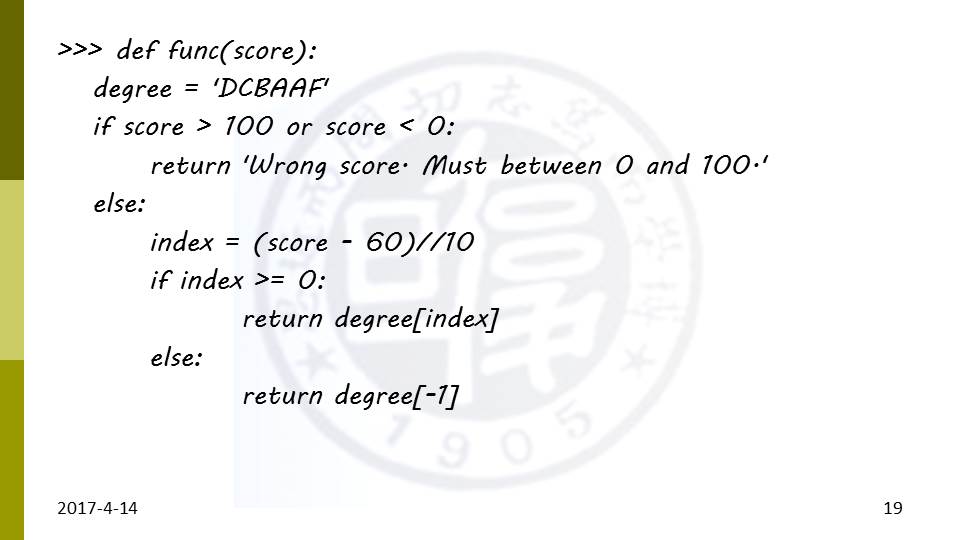 >>> def func(score):
degree = 'DCBAAF'
if score > 100 or score < 0:
return 'Wrong score. Must between 0 and 100.'
else:
index = (score - 60)//10
if index >= 0:
return degree[index]
else:
return degree[-1]
1905
2017-4-14
19